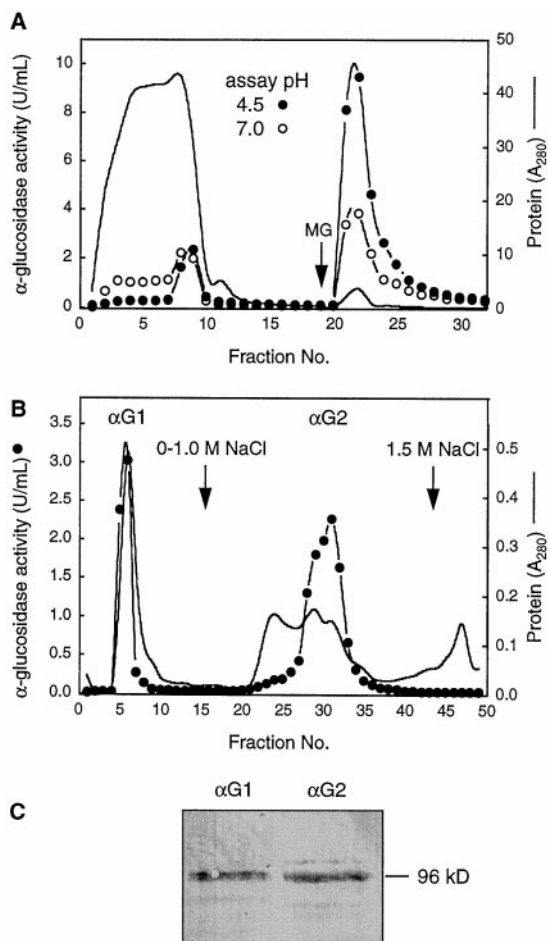 A
α-glucosidase activity (U/mL)
10
8
6
4
2
0
assay pH
4.5
7.0
MG
50
40
30
20
10
0
Protein (A280)
1
5
10
15
20
25
30
Fraction No.
B
α-glucosidase activity (U/mL)
3.5
3.0
2.5
2.0
1.5
1.0
0.5
0.0
αG1
0-1.0 M NaCl
αG2
1.5 M NaCl
0.5
0.4
0.3
0.2
0.1
0.0
Protein (A280)
1
5
10
15
20
25
30
35
40
45
50
Fraction No.
C
αG1 αG2
96 kD